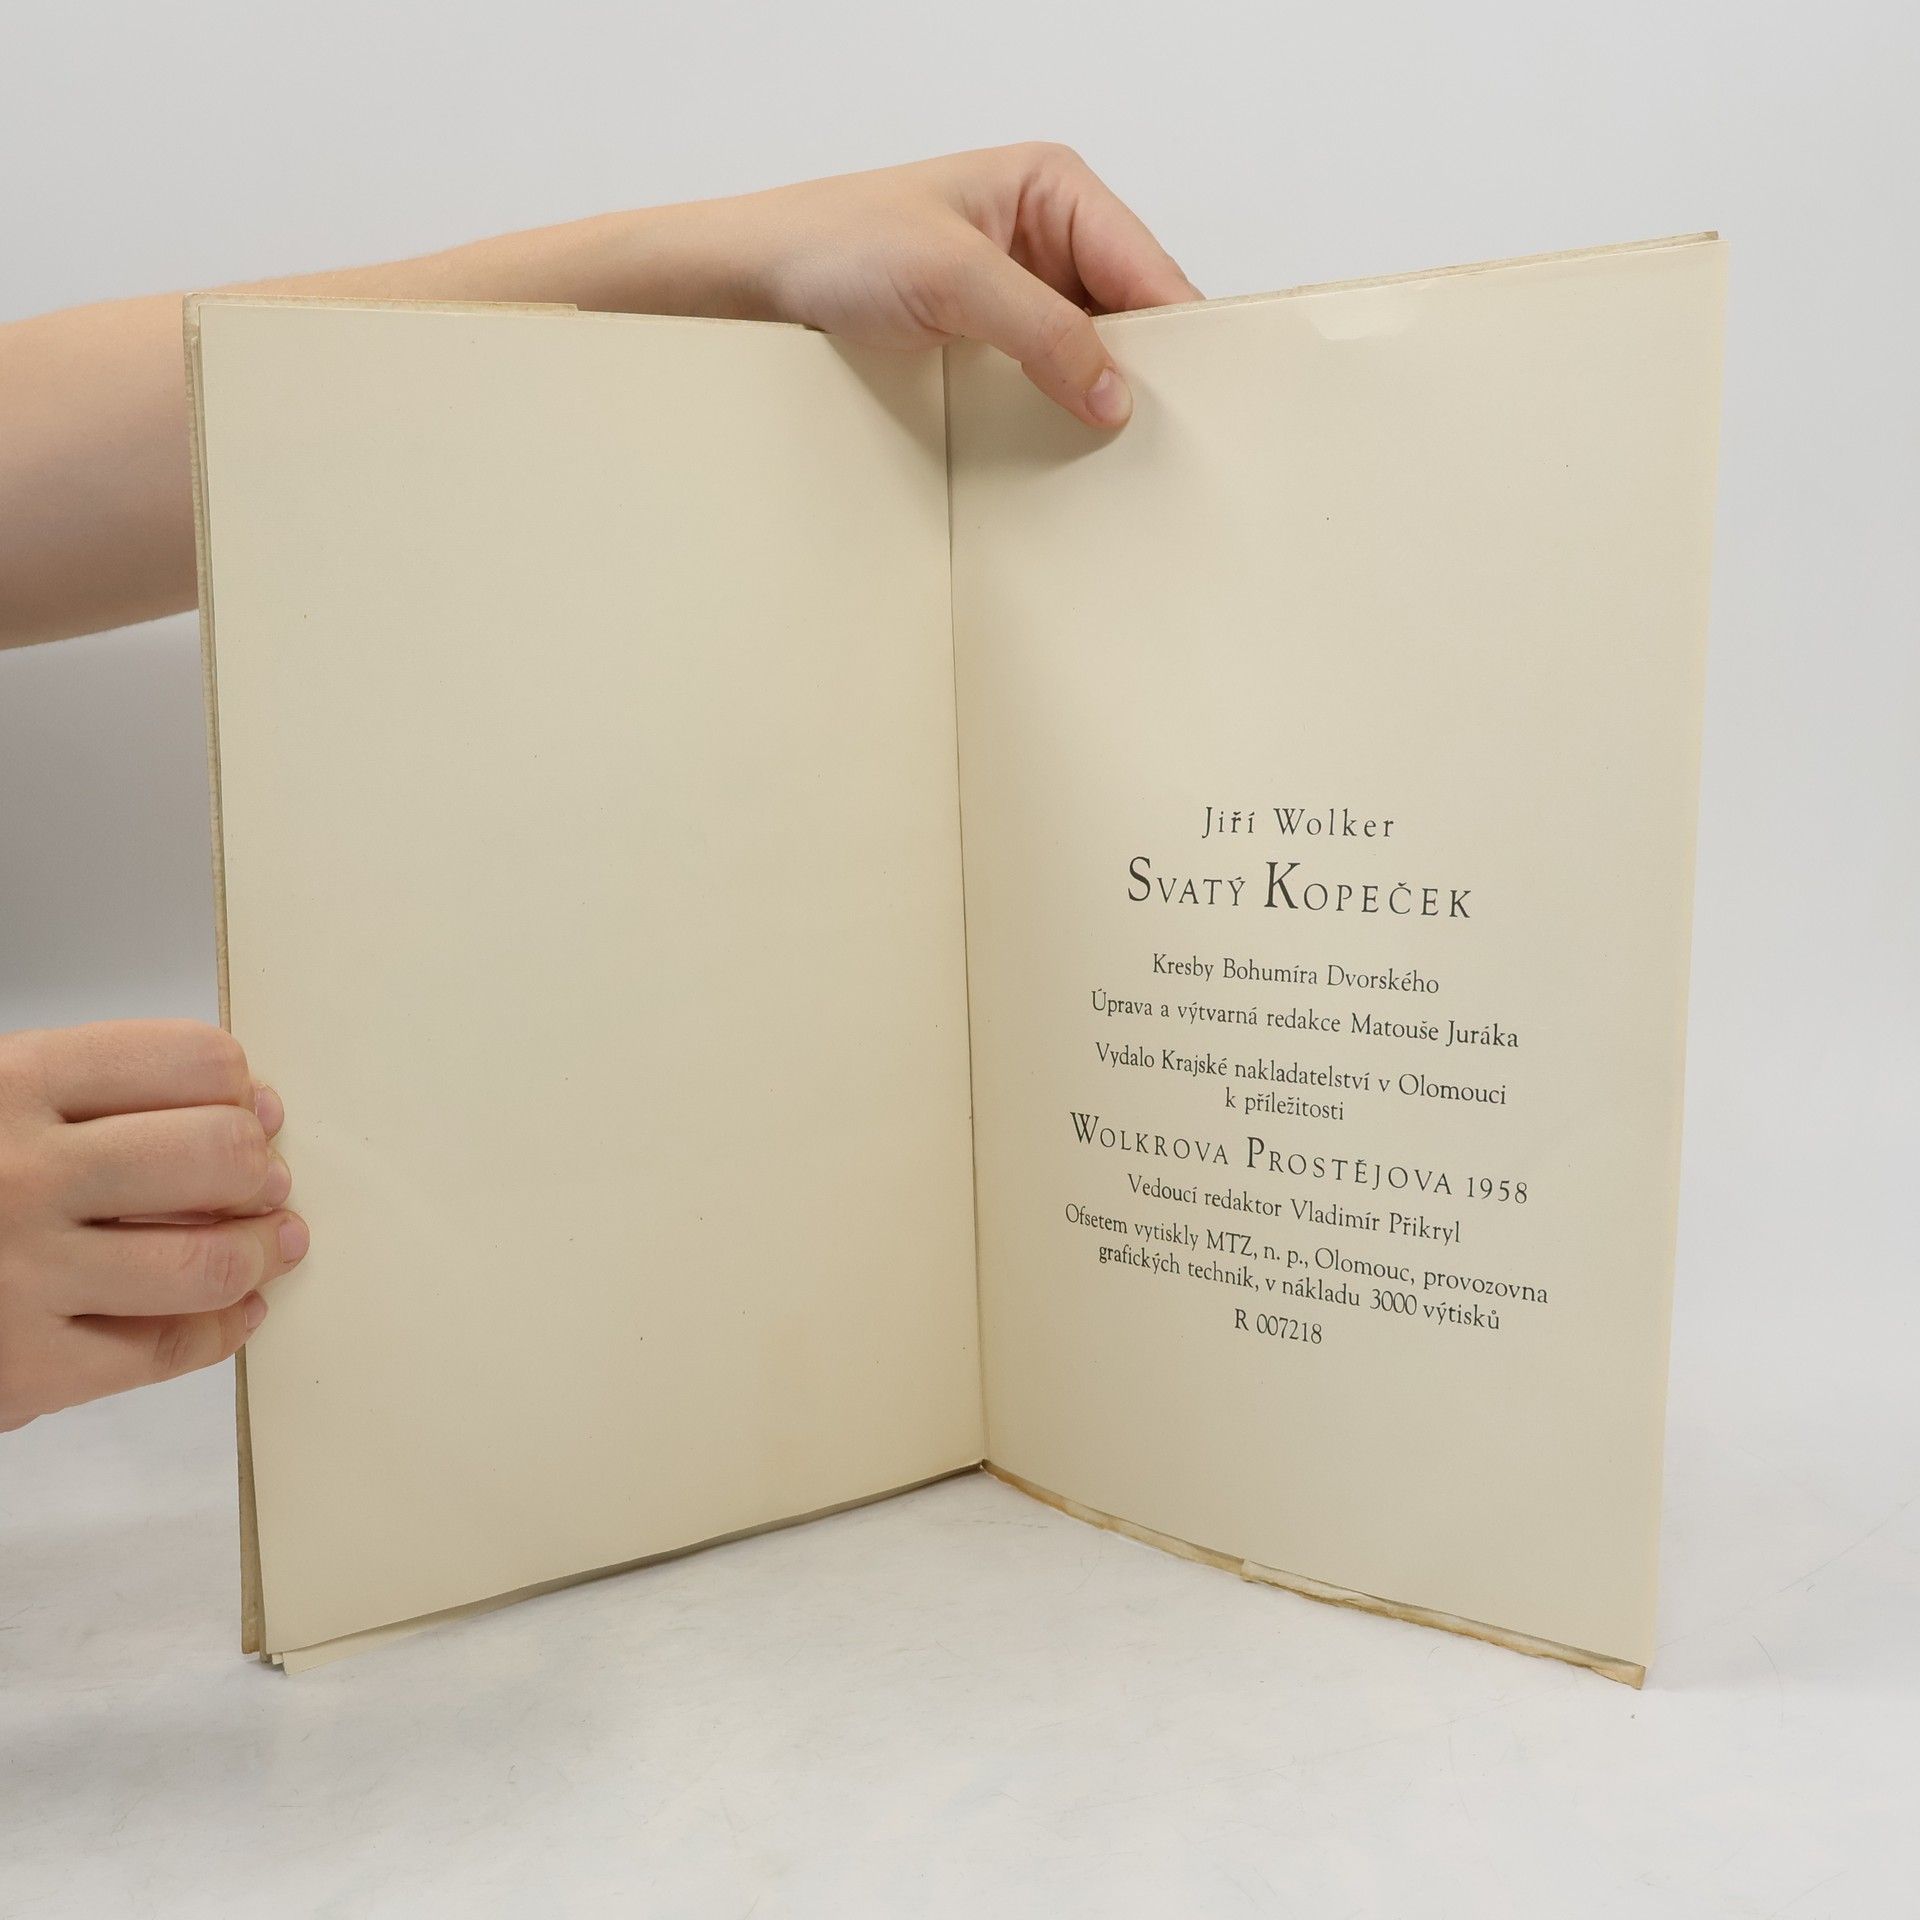 Jiří Wolker
Svatý Kopeček
Kresby Bohumíra Dvorského
Úprava a výtvarná redakce Matouše Juráka
Vydalo Krajské nakladatelství v Olomouci
k příležitosti
Wolkrova Prostějova 1958
Vedoucí redaktor Vladimír Přikryl
Ofsetem vytiskly MTZ, n. p., Olomouc, provozovna
grafických technik, v nákladu 3000 výtisků
R 007218